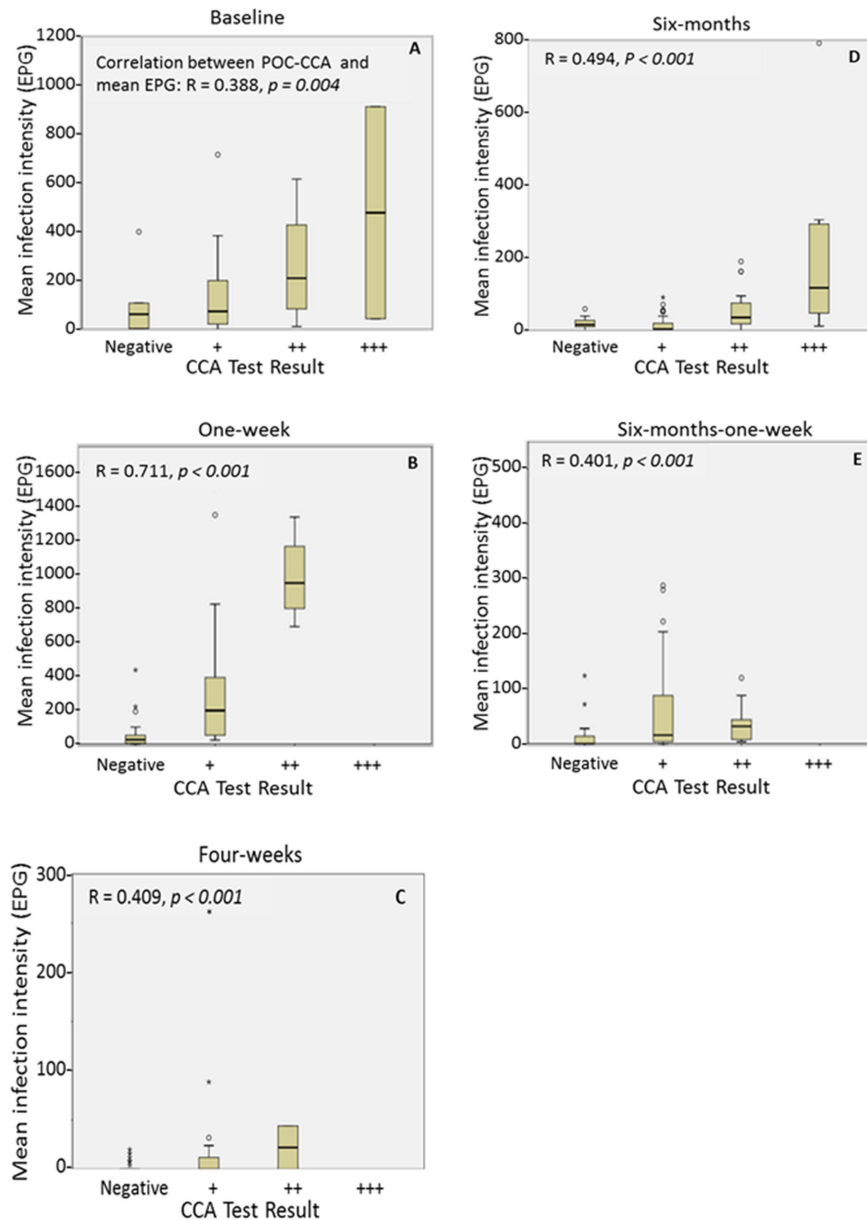 Baseline
A
Correlation between POC-CCA and
mean EPG: R = 0.388, p = 0.004
Mean infection intensity (EPG)
1200
1000
800
600
400
200
0
Negative + ++ +++
CCA Test Result
Six-months
D
R = 0.494, P < 0.001
Mean infection intensity (EPG)
800
600
400
200
0
Negative + ++ +++
CCA Test Result
One-week
B
R = 0.711, p < 0.001
Mean infection intensity (EPG)
1600
1400
1200
1000
800
600
400
200
0
Negative + ++ +++
CCA Test Result
Six-months-one-week
E
R = 0.401, p < 0.001
Mean infection intensity (EPG)
500
400
300
200
100
0
Negative + ++ +++
CCA Test Result
Four-weeks
C
R = 0.409, p < 0.001
Mean infection intensity (EPG)
300
200
100
0
Negative + ++ +++
CCA Test Result